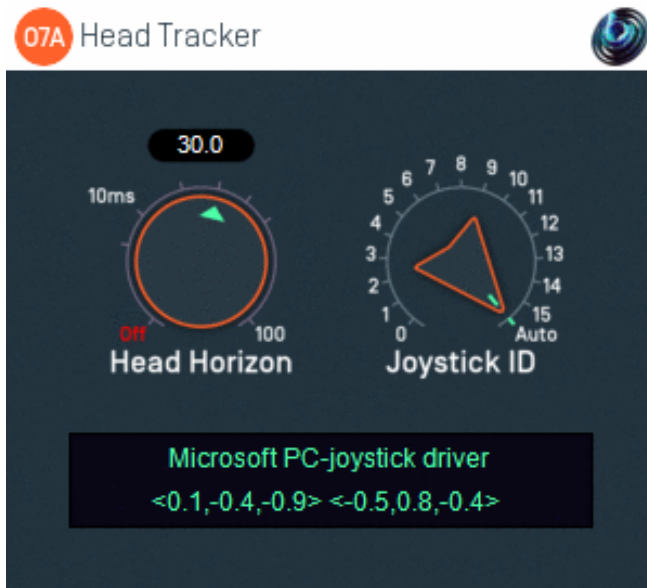 O7A Head Tracker
30.0
10ms
Off
100
Head Horizon
0
1
2
3
4
5
6
7
8
9
10
11
12
13
14
15
Auto
Joystick ID
Microsoft PC-joystick driver
<0.1,-0.4,-0.9> <-0.5,0.8,-0.4>